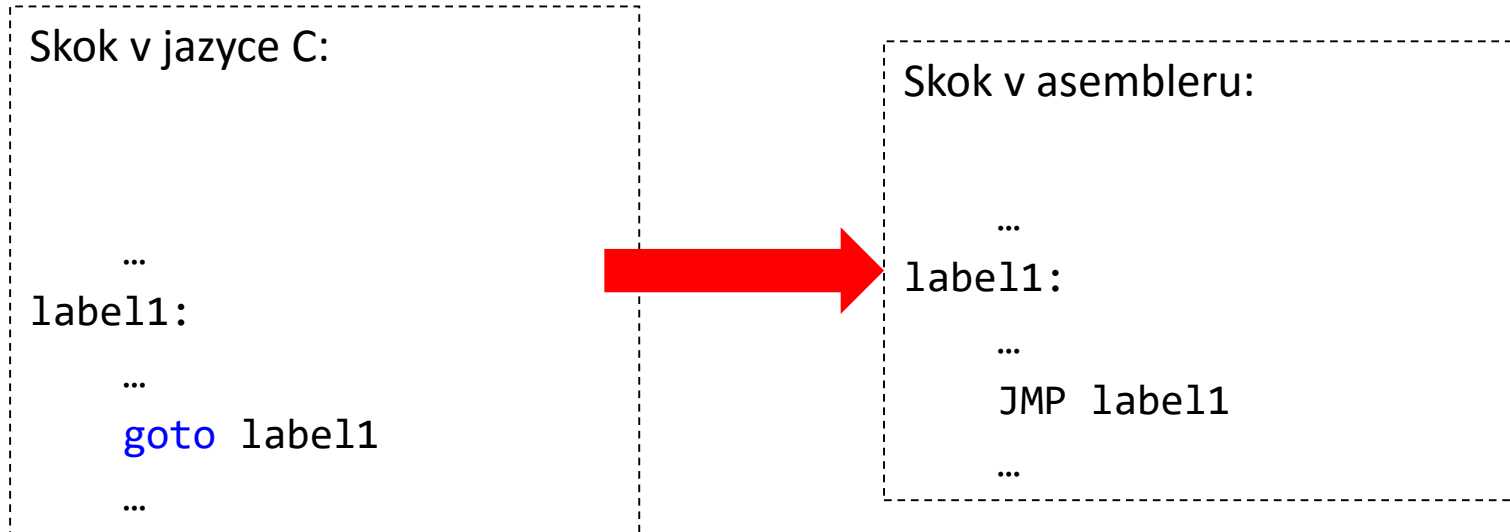 Skok v jazyce C:
…
label1:
…
goto label1
…
Skok v asembleru:
…
label1:
…
JMP label1
…